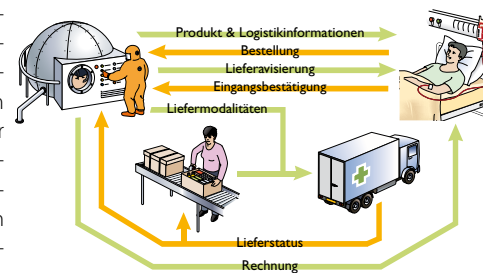 Produkt & Logistikinformationen
Bestellung
Lieferavisierung
Eingangsbestätigung
Liefermodalitäten
Lieferstatus
Rechnung